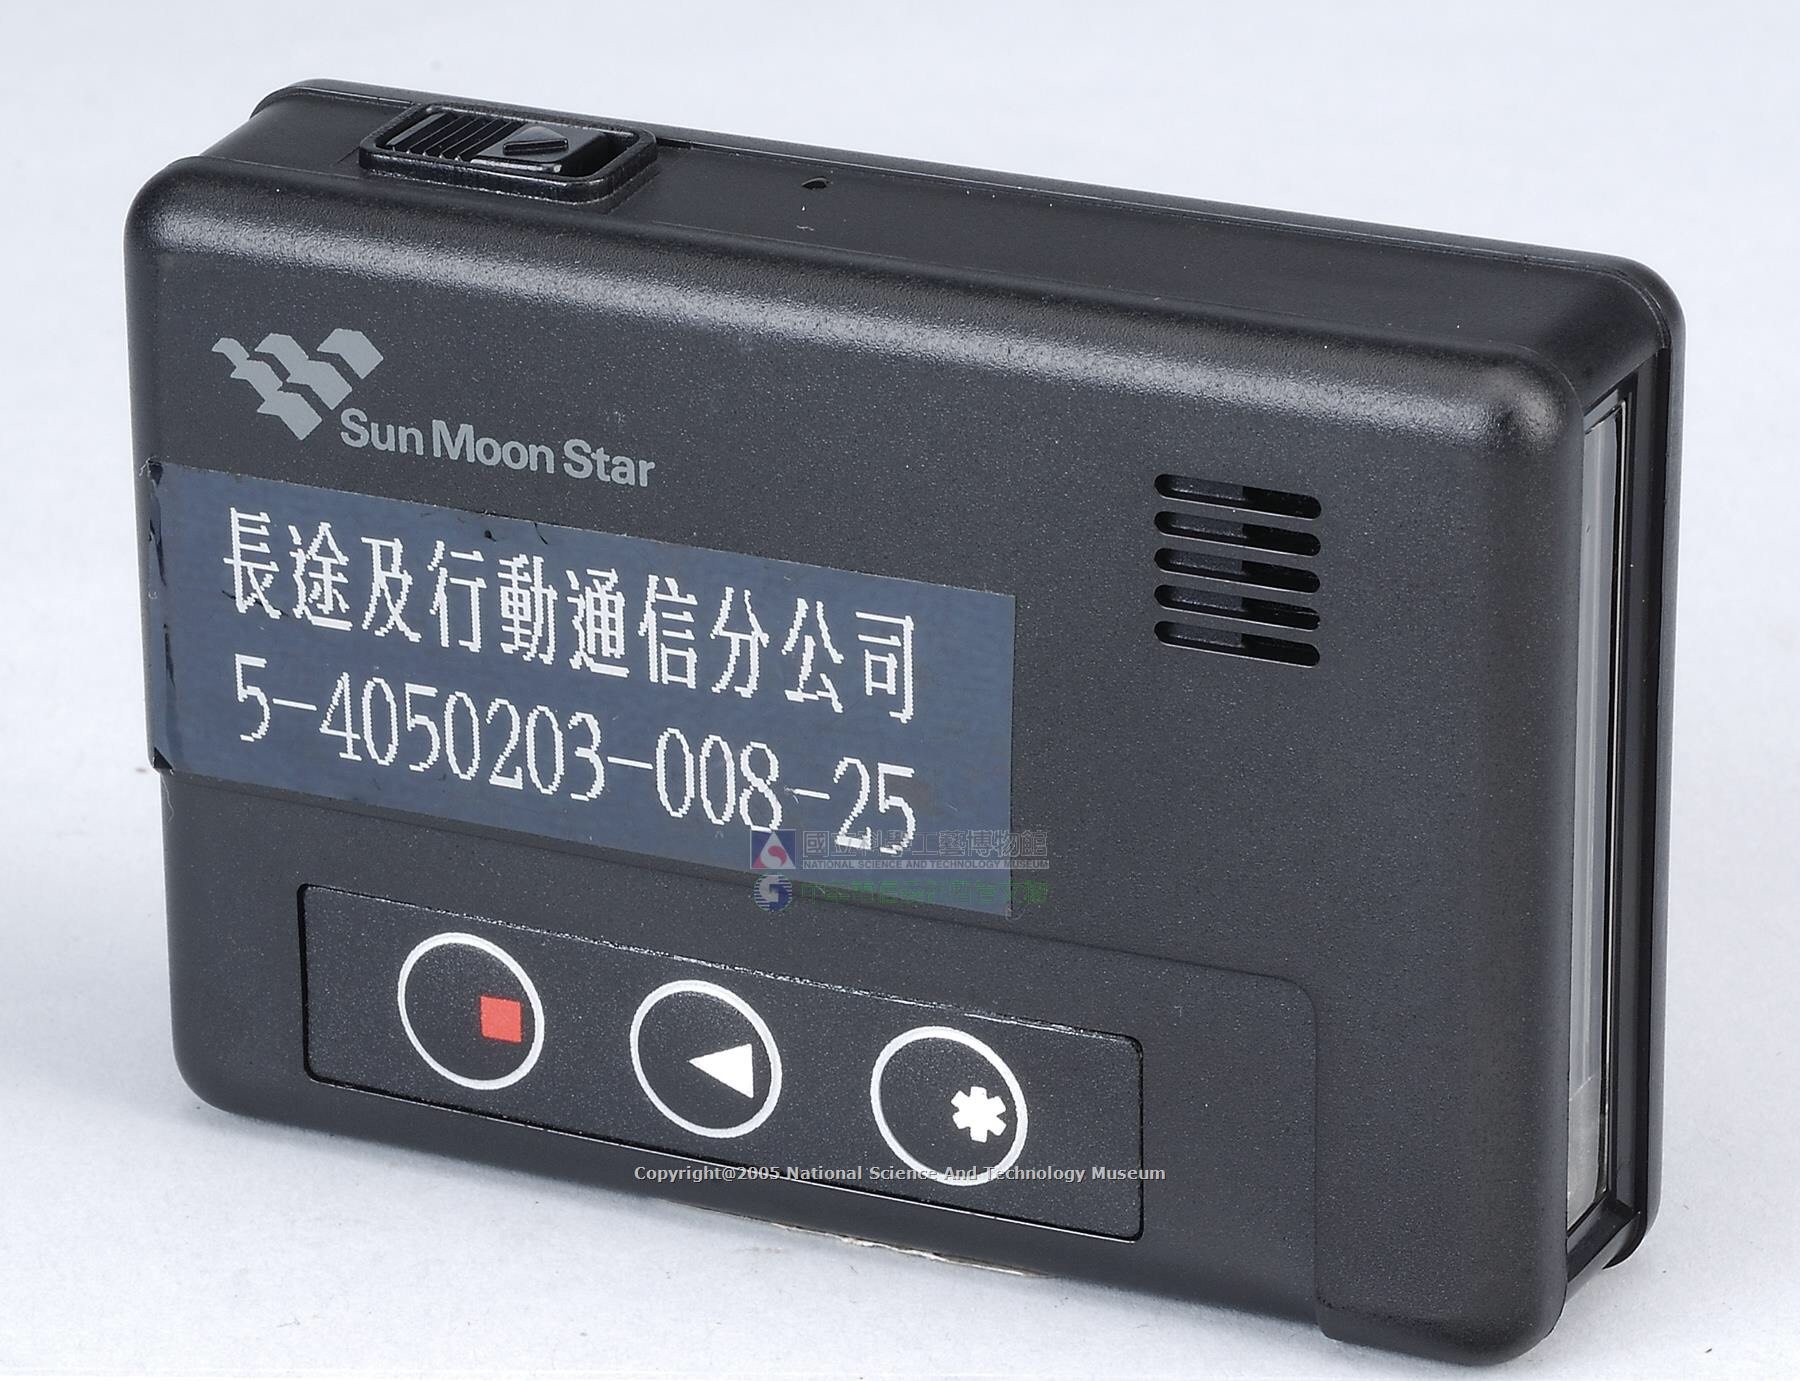 Sun Moon Star
長途及行動通信分公司
5-4050203-008-25
國立科學工藝博物館
NATIONAL SCIENCE AND TECHNOLOGY MUSEUM
Copyright@2005 National Science And Technology Museum